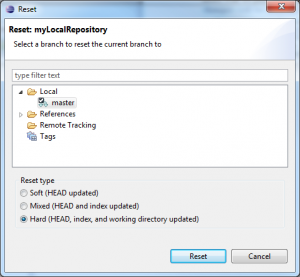 Reset
Reset: myLocalRepository
Select a branch to reset the current branch to
type filter text
Local
master
References
Remote Tracking
Tags
Reset type
Soft (HEAD updated)
Mixed (HEAD and index updated)
Hard (HEAD, index, and working directory updated)
Reset
Cancel